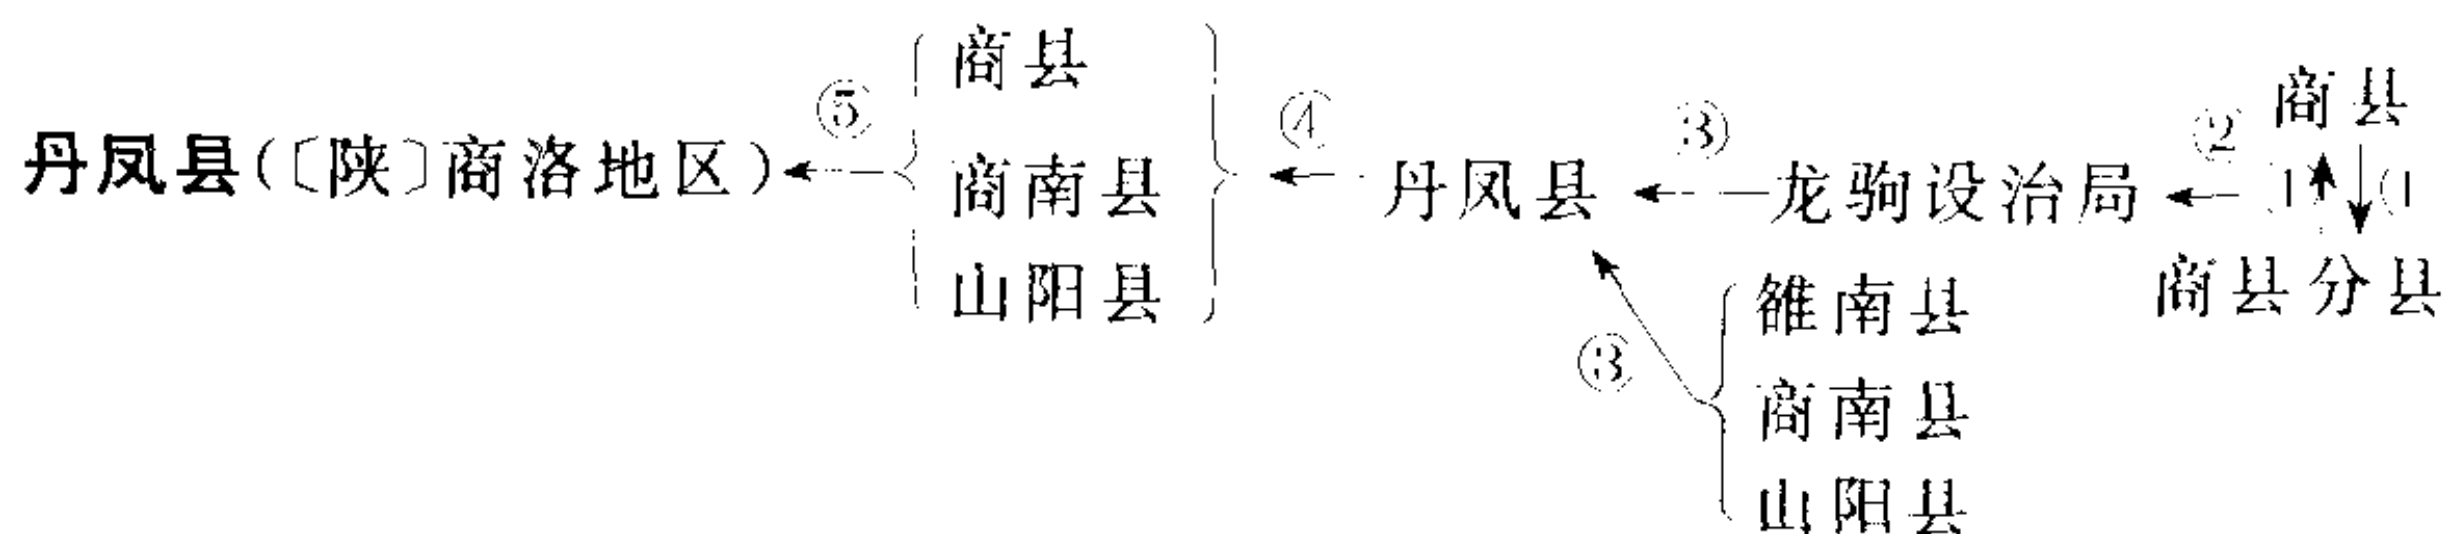 丹凤县(〔陕〕商洛地区)
⑤
商县
商南县
山阳县
④
丹凤县
③
龙驹设治局
②
商县
商县分县
③
雒南县
商南县
山阳县